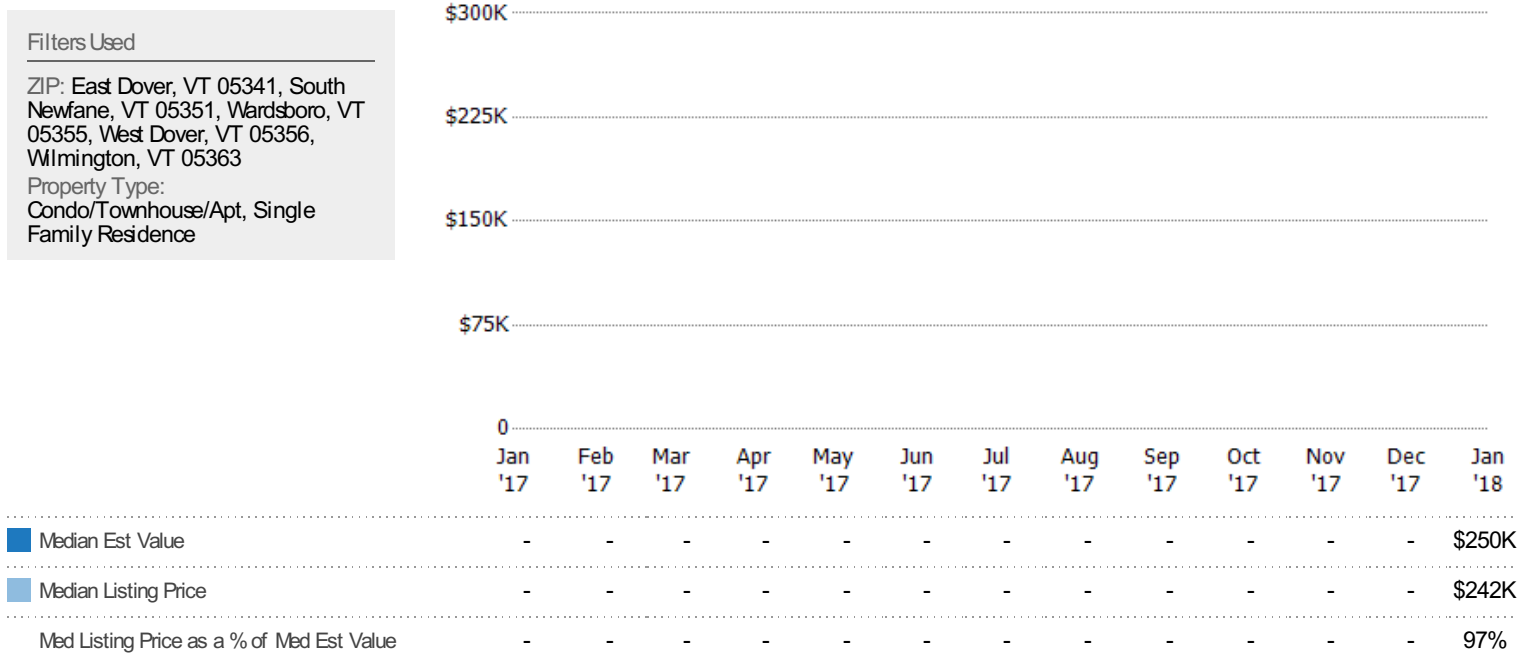 Filters Used
ZIP: East Dover, VT 05341, South
Newfane, VT 05351, Wardsboro, VT
05355, West Dover, VT 05356,
Wilmington, VT 05363
Property Type:
Condo/Townhouse/Apt, Single
Family Residence
$300K
$225K
$150K
$75K
0
Jan Feb Mar Apr May Jun Jul Aug Sep Oct Nov Dec Jan
'17 '17 '17 '17 '17 '17 '17 '17 '17 '17 '17 '17 '18
Median Est Value - - - - - - - - - - - - $250K
Median Listing Price - - - - - - - - - - - - $242K
Med Listing Price as a % of Med Est Value - - - - - - - - - - - - 97%